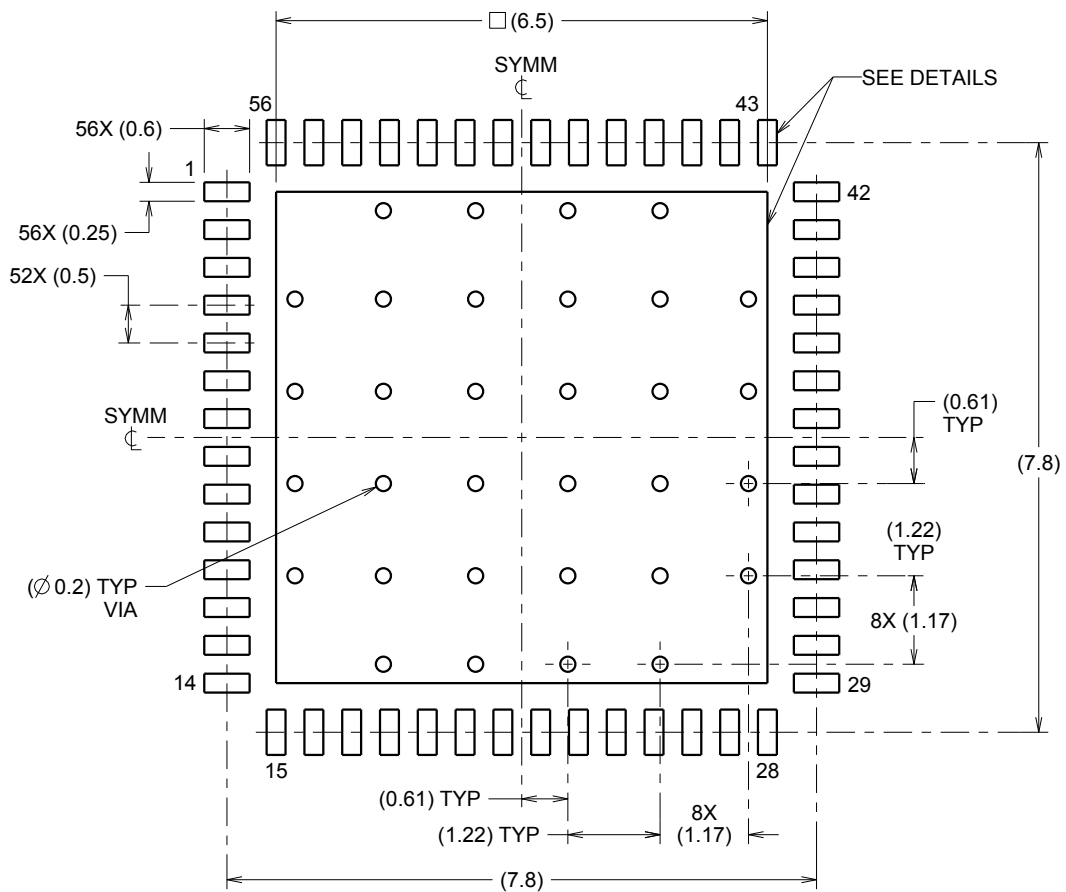 □ (6.5)
SYMM
℄
SEE DETAILS
56
43
56X (0.6)
1
42
56X (0.25)
52X (0.5)
SYMM
℄
(0.61)
TYP
(7.8)
(1.22)
TYP
(∅ 0.2) TYP
VIA
8X (1.17)
14
29
15
28
(0.61) TYP
8X
(1.17)
(1.22) TYP
(7.8)